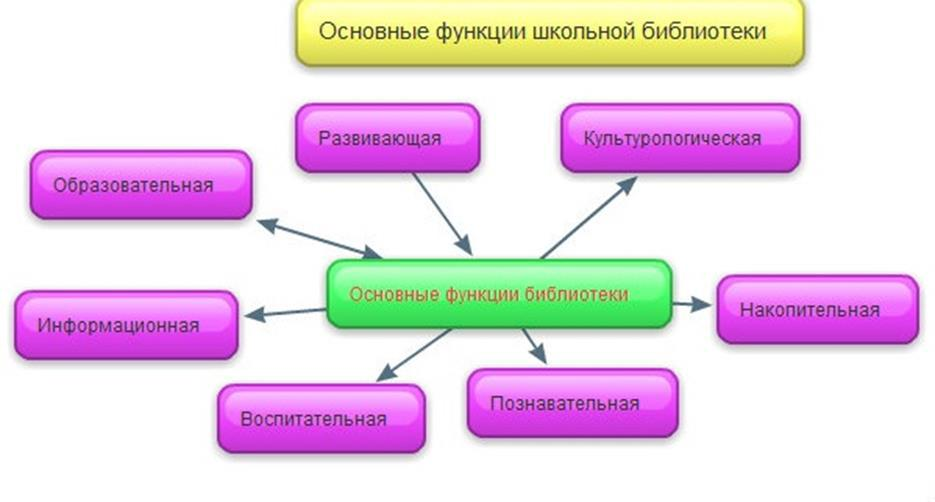 Основные функции школьной библиотеки
Развивающая
Культурологическая
Образовательная
Основные функции библиотеки
Накопительная
Информационная
Воспитательная
Познавательная